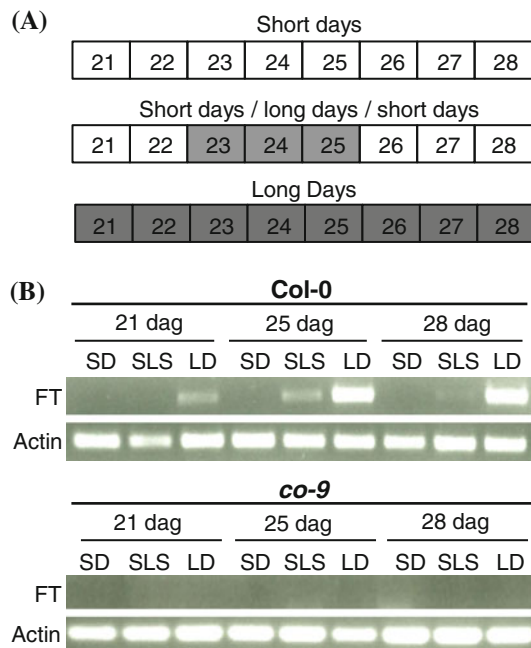 (A)
Short days
21 22 23 24 25 26 27 28
Short days / long days / short days
21 22 23 24 25 26 27 28
Long Days
21 22 23 24 25 26 27 28
(B)
Col-0
21 dag 25 dag 28 dag
SD SLS LD SD SLS LD SD SLS LD
FT
Actin
co-9
21 dag 25 dag 28 dag
SD SLS LD SD SLS LD SD SLS LD
FT
Actin